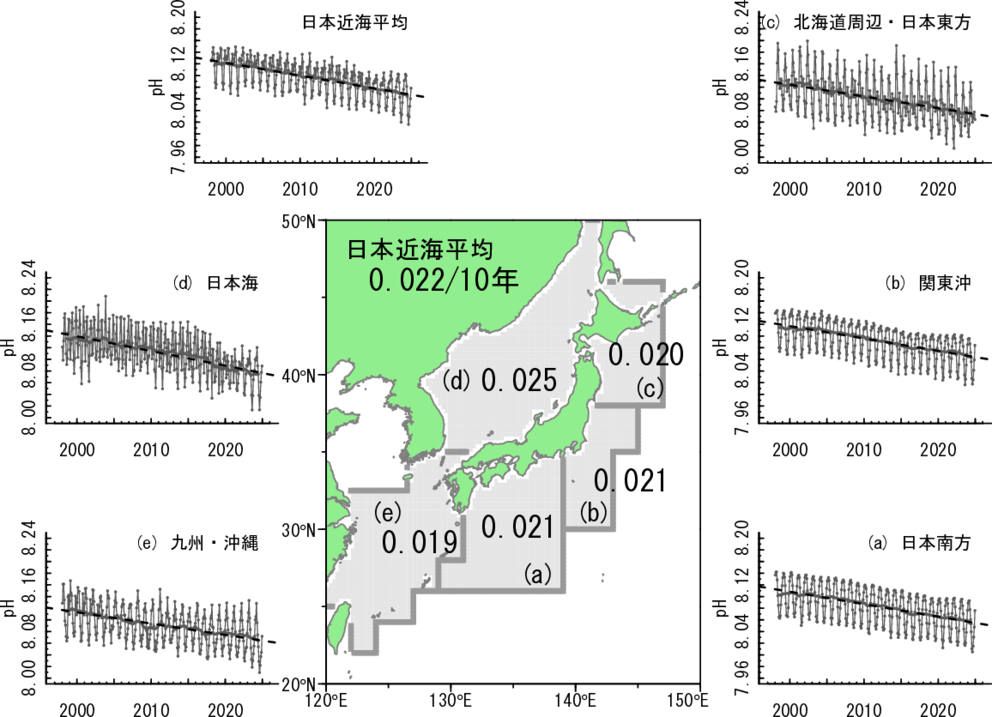 日本近海平均
pH
8.20
8.12
8.04
7.96
2000 2010 2020
(c) 北海道周辺・日本東方
pH
8.24
8.16
8.08
8.00
2000 2010 2020
(d) 日本海
pH
8.24
8.16
8.08
8.00
2000 2010 2020
日本近海平均
0.022/10年
50°N
40°N
30°N
20°N
120°E 130°E 140°E 150°E
0.020
(c)
(d) 0.025
0.021
(b)
(e)
0.019
0.021
(a)
(b) 関東沖
pH
8.20
8.12
8.04
7.96
2000 2010 2020
(e) 九州・沖縄
pH
8.24
8.16
8.08
8.00
2000 2010 2020
(a) 日本南方
pH
8.20
8.12
8.04
7.96
2000 2010 2020